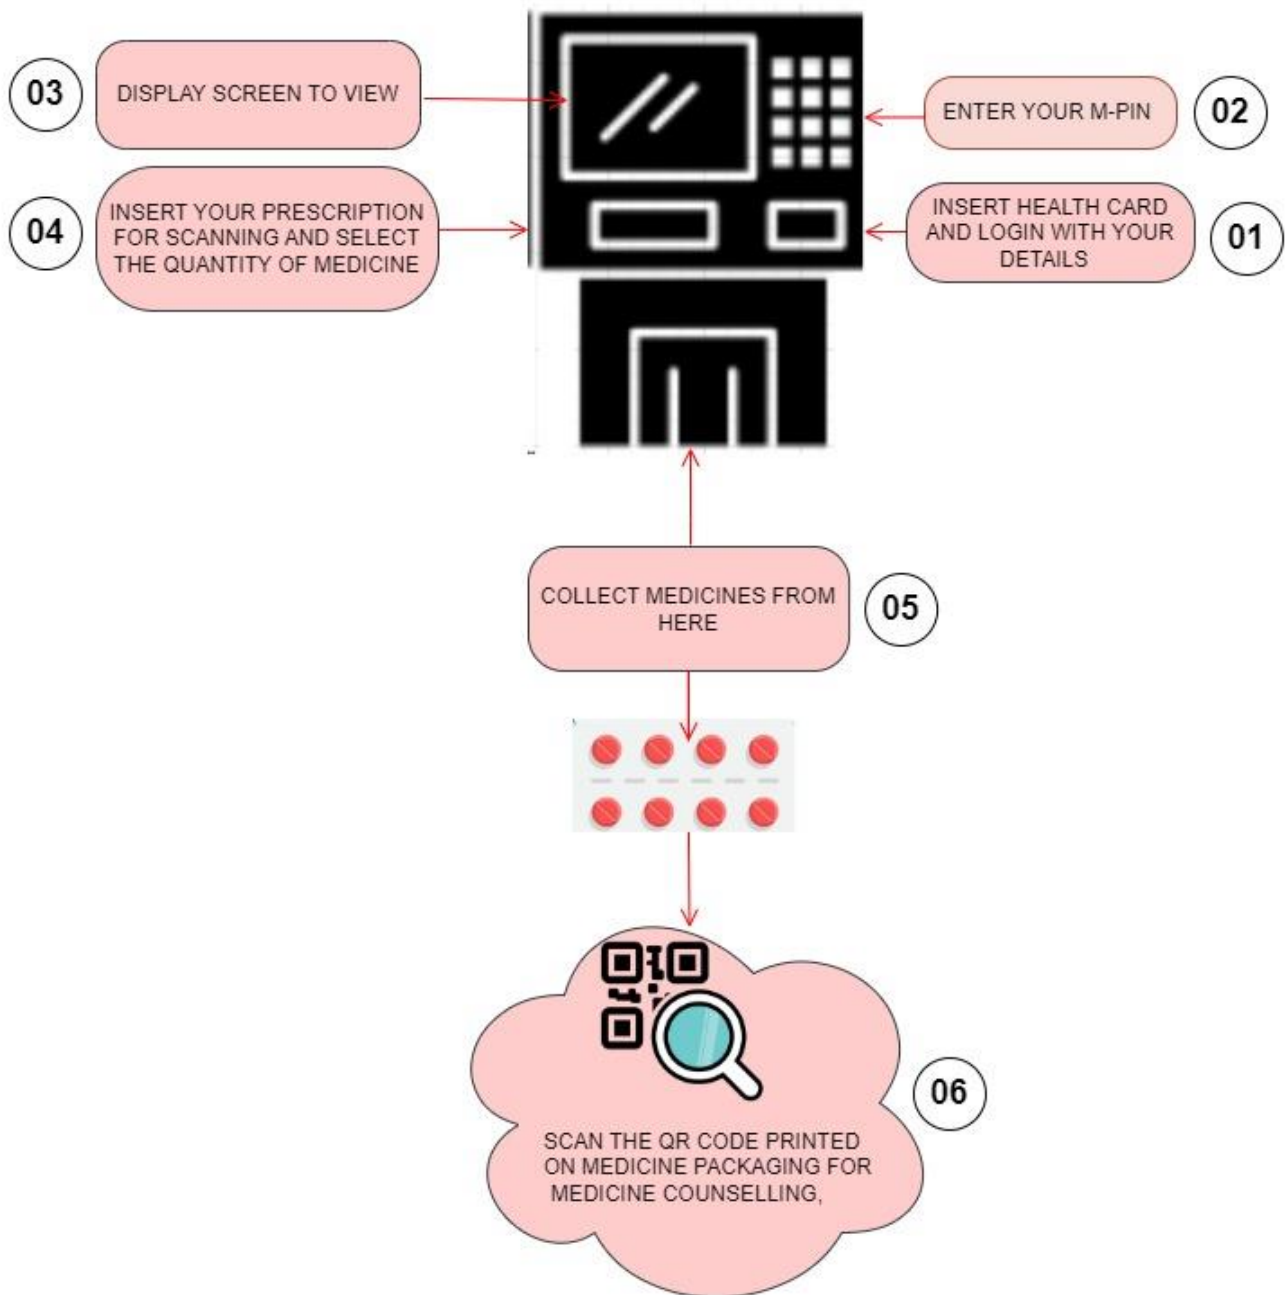 03
DISPLAY SCREEN TO VIEW
ENTER YOUR M-PIN
02
04
INSERT YOUR PRESCRIPTION
FOR SCANNING AND SELECT
THE QUANTITY OF MEDICINE
INSERT HEALTH CARD
AND LOGIN WITH YOUR
DETAILS
01
COLLECT MEDICINES FROM
HERE
05
06
SCAN THE QR CODE PRINTED
ON MEDICINE PACKAGING FOR
MEDICINE COUNSELLING,